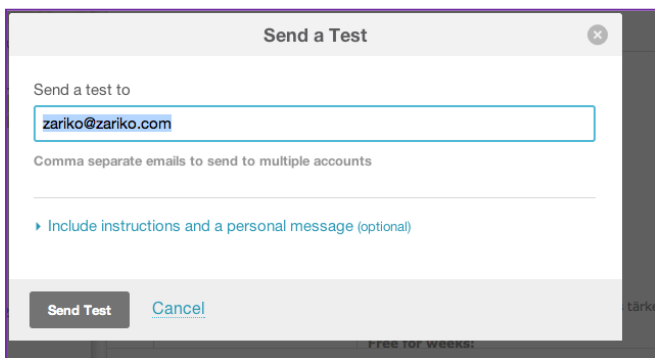 Send a Test
Send a test to
zariko@zariko.com
Comma separate emails to send to multiple accounts
Include instructions and a personal message (optional)
Send Test
Cancel
tärke
Free for weeks!